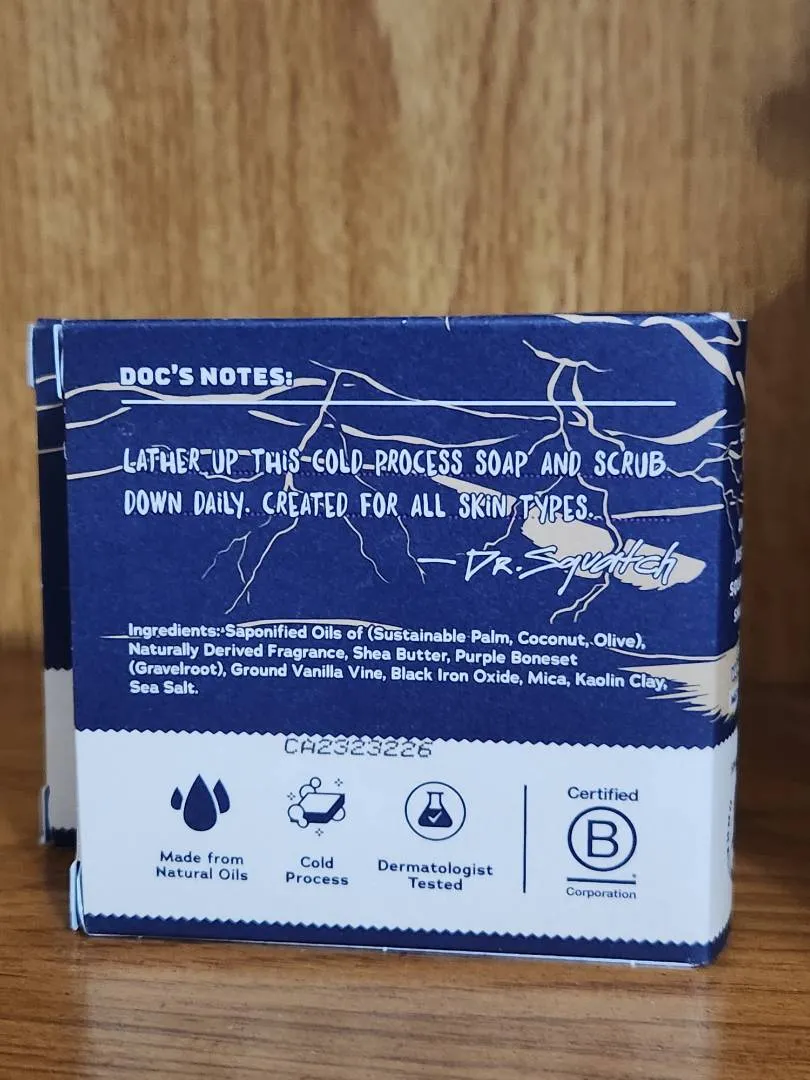 DOC'S NOTES:
LATHER UP THIS COLD PROCESS SOAP AND SCRUB
DOWN DAILY. CREATED FOR ALL SKIN TYPES.
— DR. Squatch
Ingredients: Saponified Oils of (Sustainable Palm, Coconut, Olive),
Naturally Derived Fragrance, Shea Butter, Purple Boneset
(Gravelroot), Ground Vanilla Vine, Black Iron Oxide, Mica, Kaolin Clay,
Sea Salt.
CA2323226
Made from
Natural Oils
Cold
Process
Dermatologist
Tested
Certified
B
Corporation